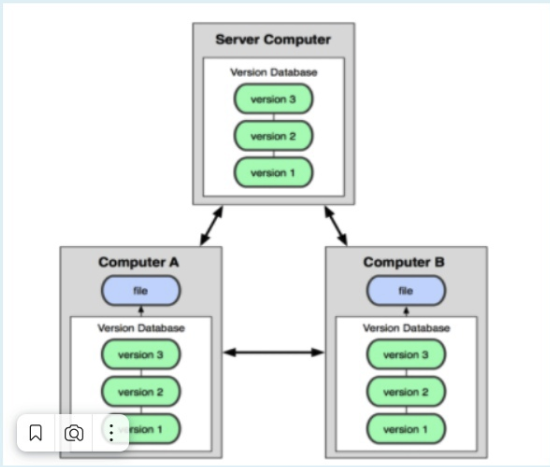 Server Computer
Version Database
version 3
version 2
version 1
Computer A
file
Version Database
version 3
version 2
rsion 1
Computer B
file
Version Database
version 3
version 2
version 1